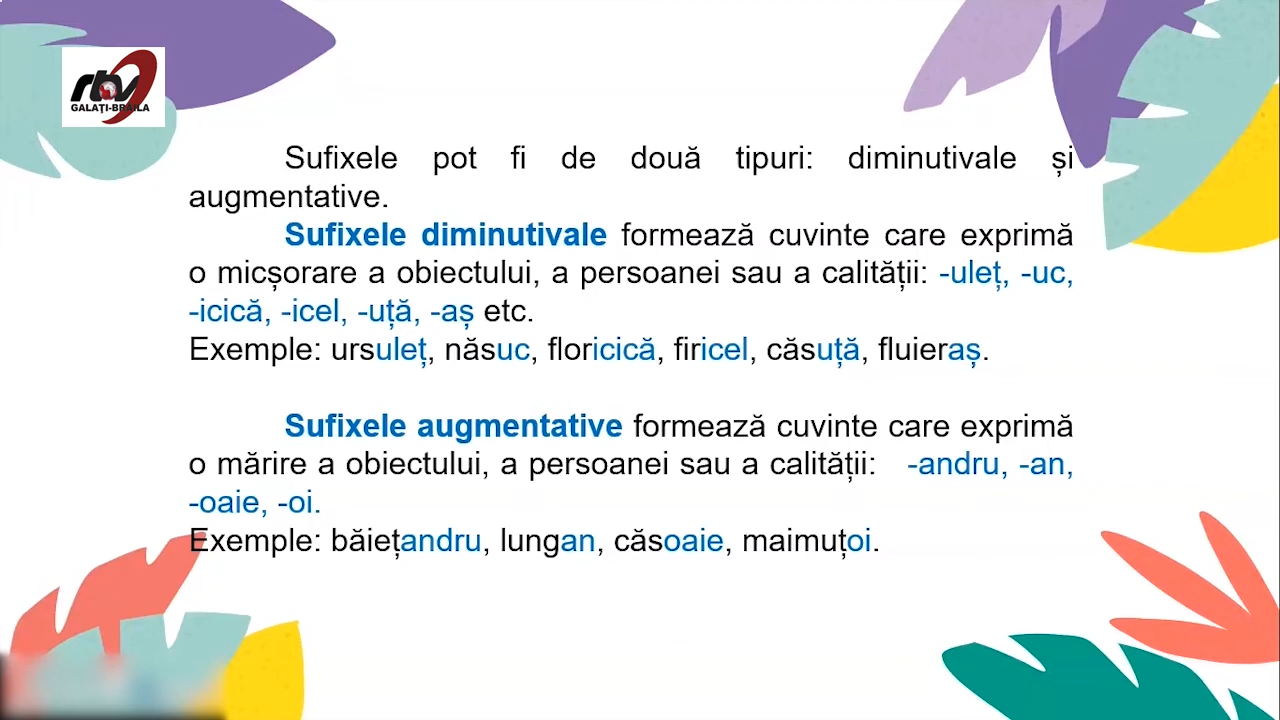 rtv
GALAȚI-BRĂILA
Sufixele pot fi de două tipuri: diminutivale și
augmentative.
Sufixele diminutivale formează cuvinte care exprimă
o micșorare a obiectului, a persoanei sau a calității: -uleț, -uc,
-icică, -icel, -uță, -aș etc.
Exemple: ursuleț, năsuc, floricică, firicel, căsuță, fluieraș.
Sufixele augmentative formează cuvinte care exprimă
o mărire a obiectului, a persoanei sau a calității: -andru, -an,
-oaie, -oi.
Exemple: băiețandru, lungan, căsoaie, maimuțoi.